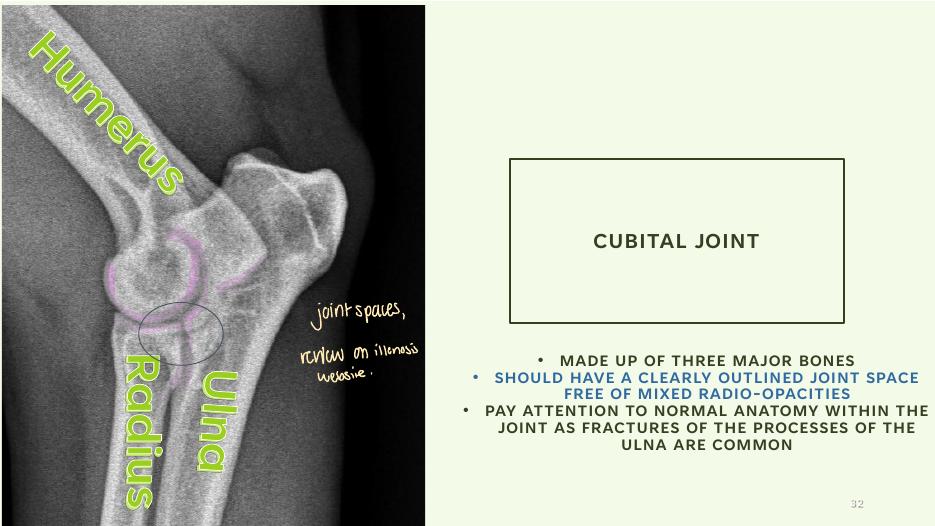 Humerus
joint spaces,
review on illinois
website.
Radius
Ulna
CUBITAL JOINT
• MADE UP OF THREE MAJOR BONES
• SHOULD HAVE A CLEARLY OUTLINED JOINT SPACE
FREE OF MIXED RADIO-OPACITIES
• PAY ATTENTION TO NORMAL ANATOMY WITHIN THE
JOINT AS FRACTURES OF THE PROCESSES OF THE
ULNA ARE COMMON
32